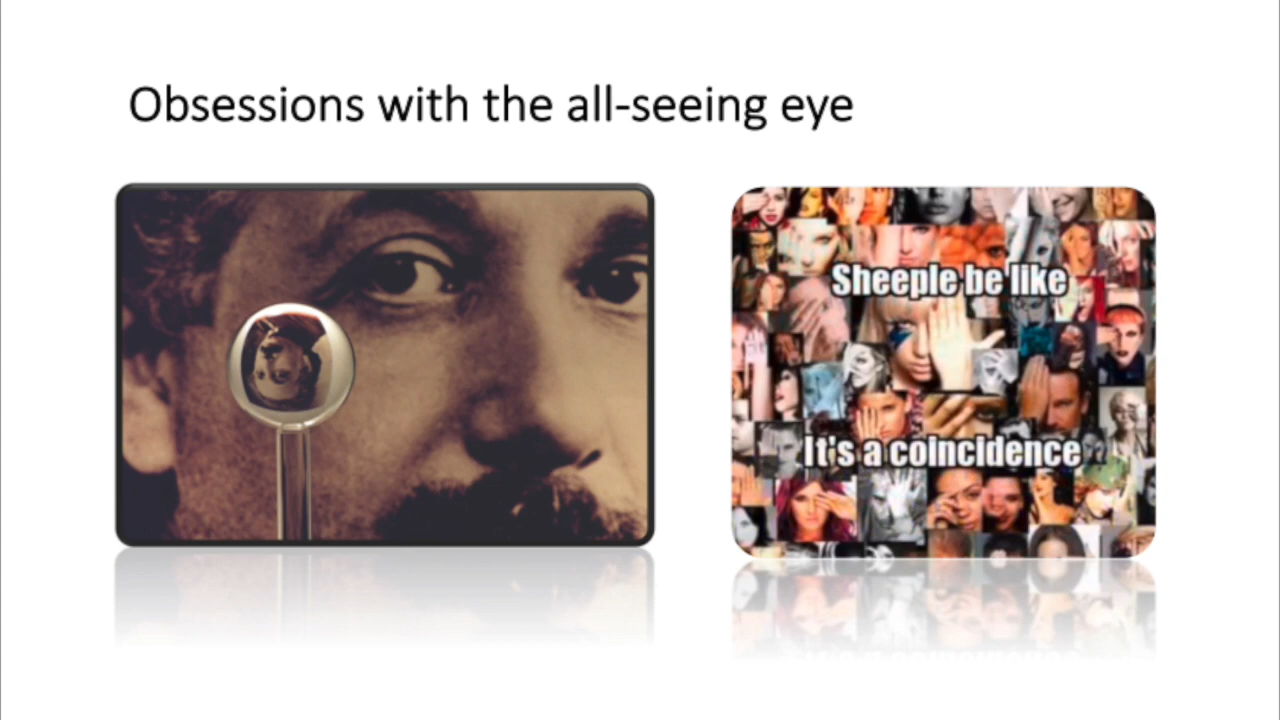 Obsessions with the all-seeing eye
Sheeple be like
It's a coincidence